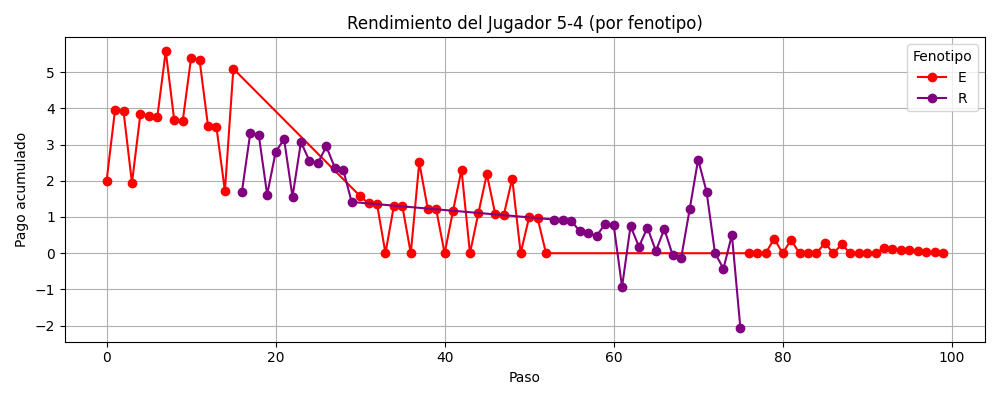 Rendimiento del Jugador 5-4 (por fenotipo)
Pago acumulado
5
4
3
2
1
0
−1
−2
Fenotipo
E
R
0
20
40
60
80
100
Paso